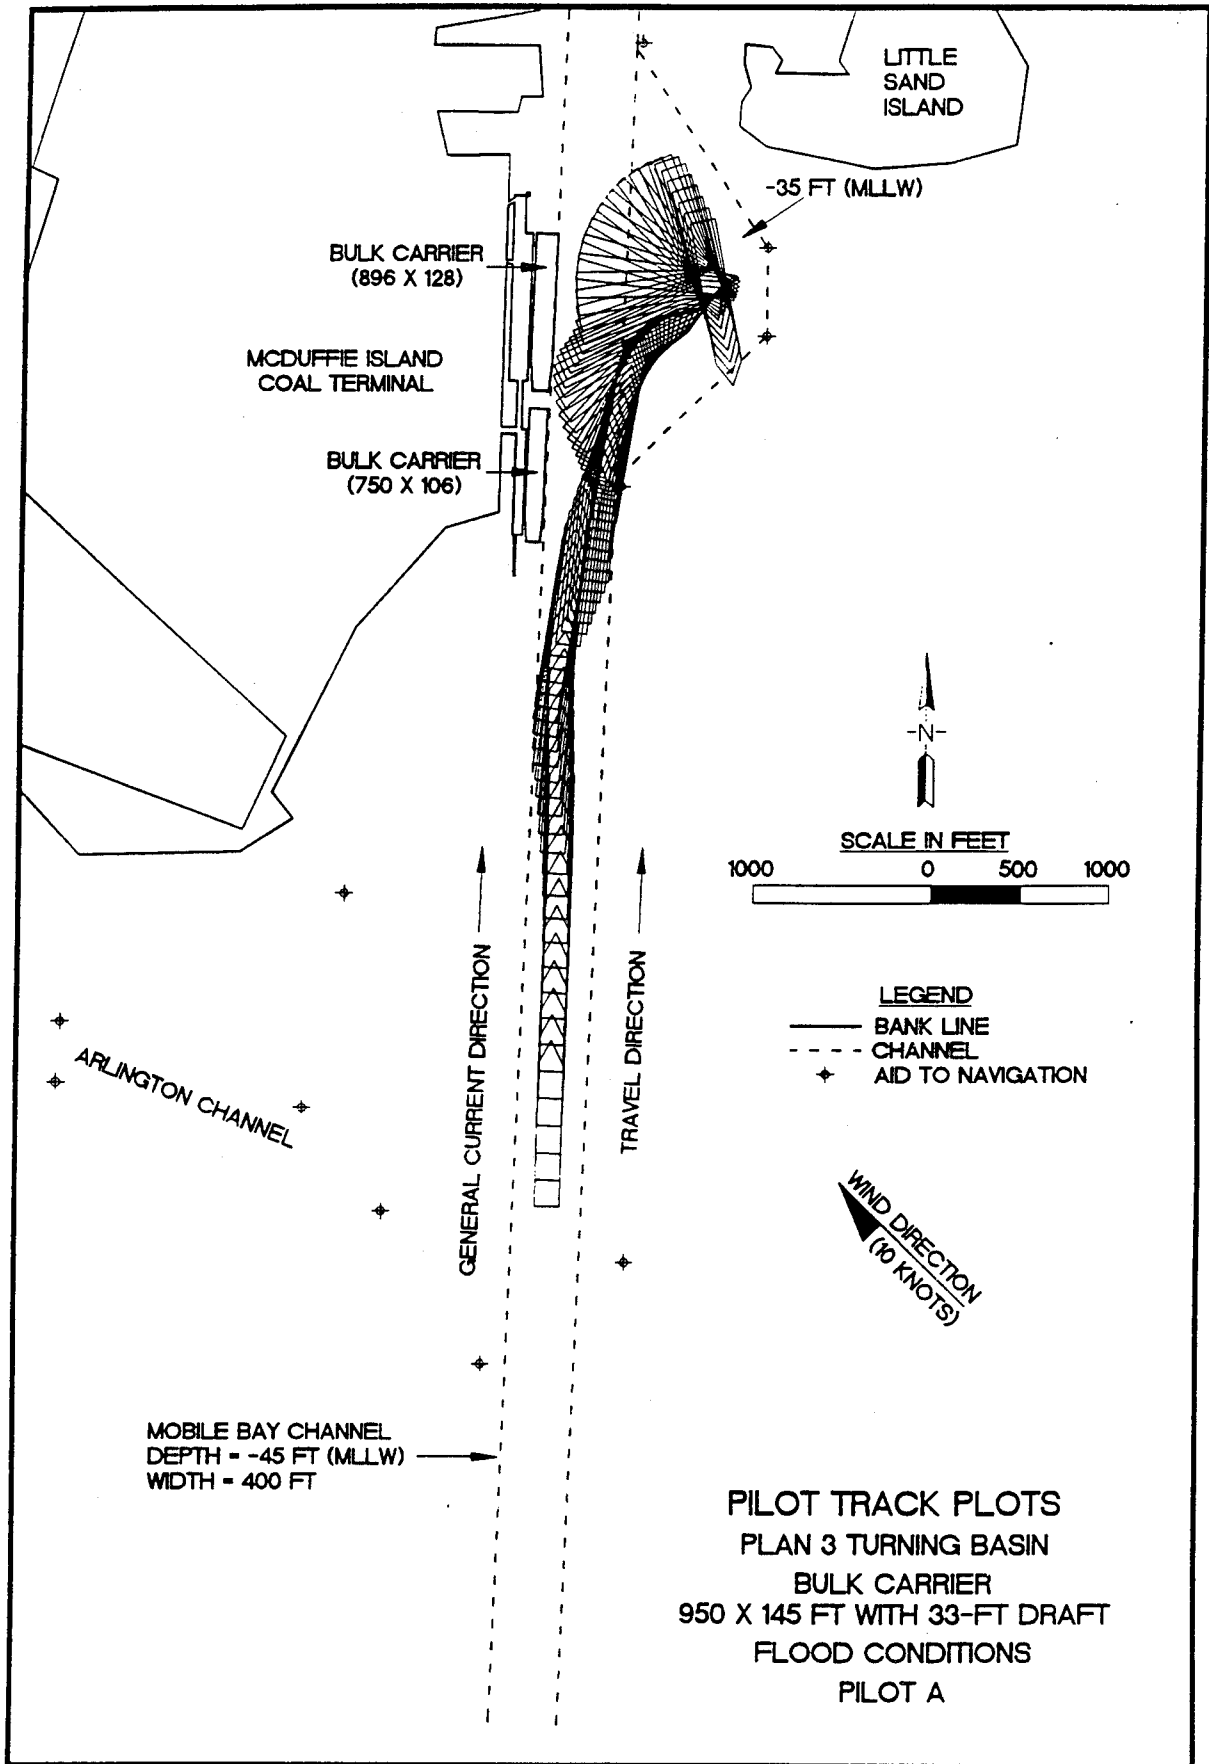 LITTLE
SAND
ISLAND
-35 FT (MLLW)
BULK CARRIER
(896 X 128)
MCDUFFIE ISLAND
COAL TERMINAL
BULK CARRIER
(750 X 106)
-N-
SCALE IN FEET
1000 0 500 1000
GENERAL CURRENT DIRECTION
TRAVEL DIRECTION
LEGEND
BANK LINE
CHANNEL
AID TO NAVIGATION
ARLINGTON CHANNEL
WIND DIRECTION
(10 KNOTS)
MOBILE BAY CHANNEL
DEPTH = -45 FT (MLLW)
WIDTH = 400 FT
PILOT TRACK PLOTS
PLAN 3 TURNING BASIN
BULK CARRIER
950 X 145 FT WITH 33-FT DRAFT
FLOOD CONDITIONS
PILOT A